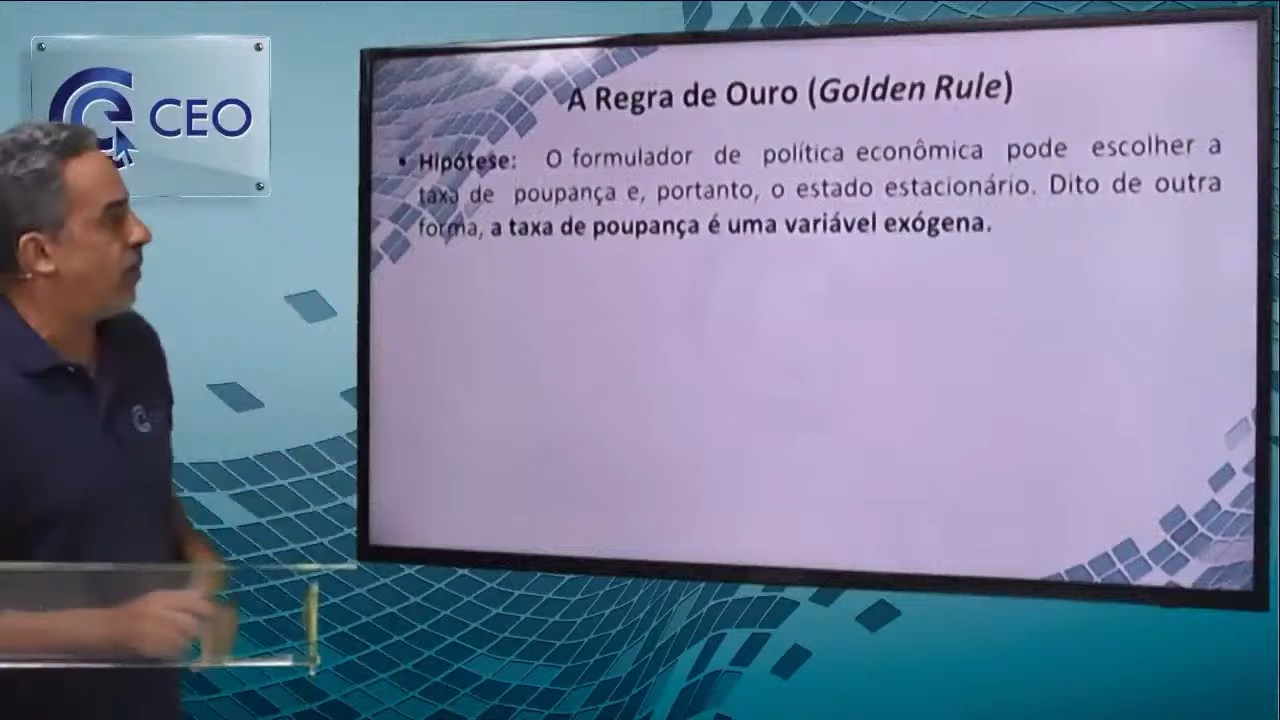 CEO
A Regra de Ouro (Golden Rule)
• Hipótese: O formulador de política econômica pode escolher a
taxa de poupança e, portanto, o estado estacionário. Dito de outra
forma, a taxa de poupança é uma variável exógena.